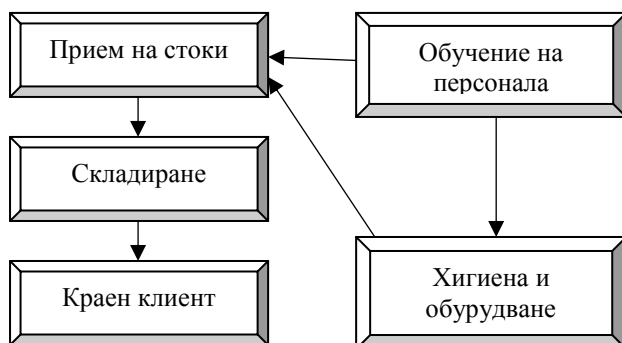 Прием на стоки
Обучение на
персонала
Складиране
Краен клиент
Хигиена и
обурудване